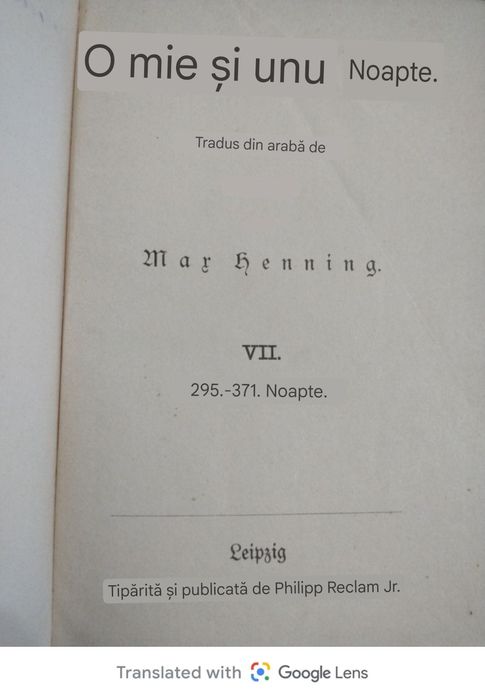 O mie și unu Noapte.
Tradus din arabă de
Max Henning.
VII.
295.-371. Noapte.
Leipzig
Tipărită și publicată de Philipp Reclam Jr.
Translated with Google Lens